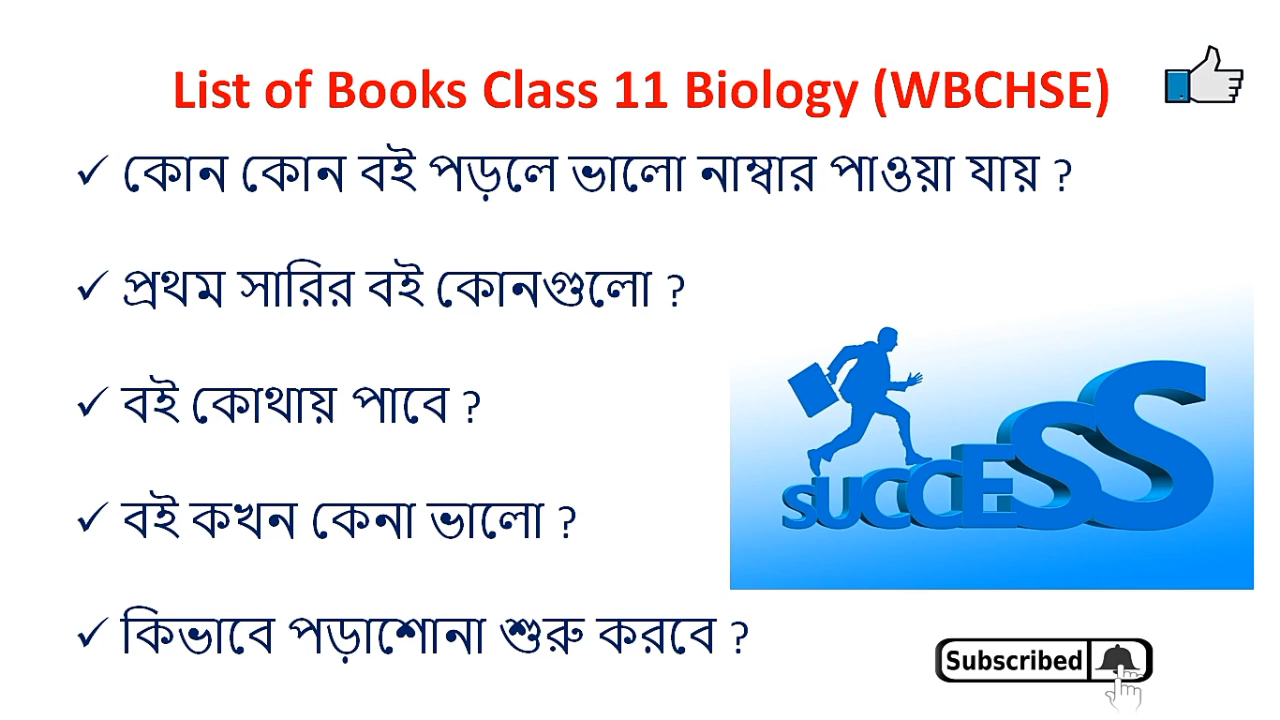 List of Books Class 11 Biology (WBCHSE)
✓ কোন কোন বই পড়লে ভালো নাম্বার পাওয়া যায় ?
✓ প্রথম সারির বই কোনগুলো ?
✓ বই কোথায় পাবে ?
✓ বই কখন কেনা ভালো ?
✓ কিভাবে পড়াশোনা শুরু করবে ?
SUCCESS
Subscribed